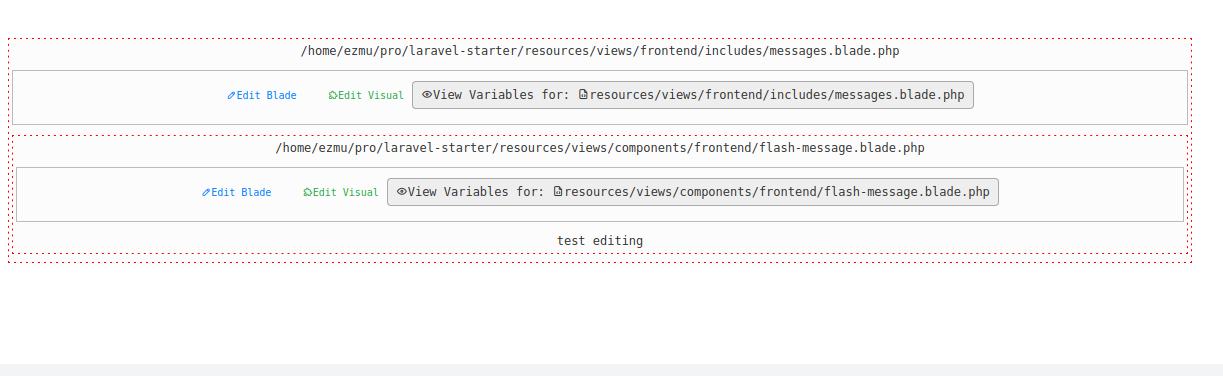 /home/ezmu/pro/laravel-starter/resources/views/frontend/includes/messages.blade.php
Edit Blade Edit Visual View Variables for: resources/views/frontend/includes/messages.blade.php
/home/ezmu/pro/laravel-starter/resources/views/components/frontend/flash-message.blade.php
Edit Blade Edit Visual View Variables for: resources/views/components/frontend/flash-message.blade.php
test editing